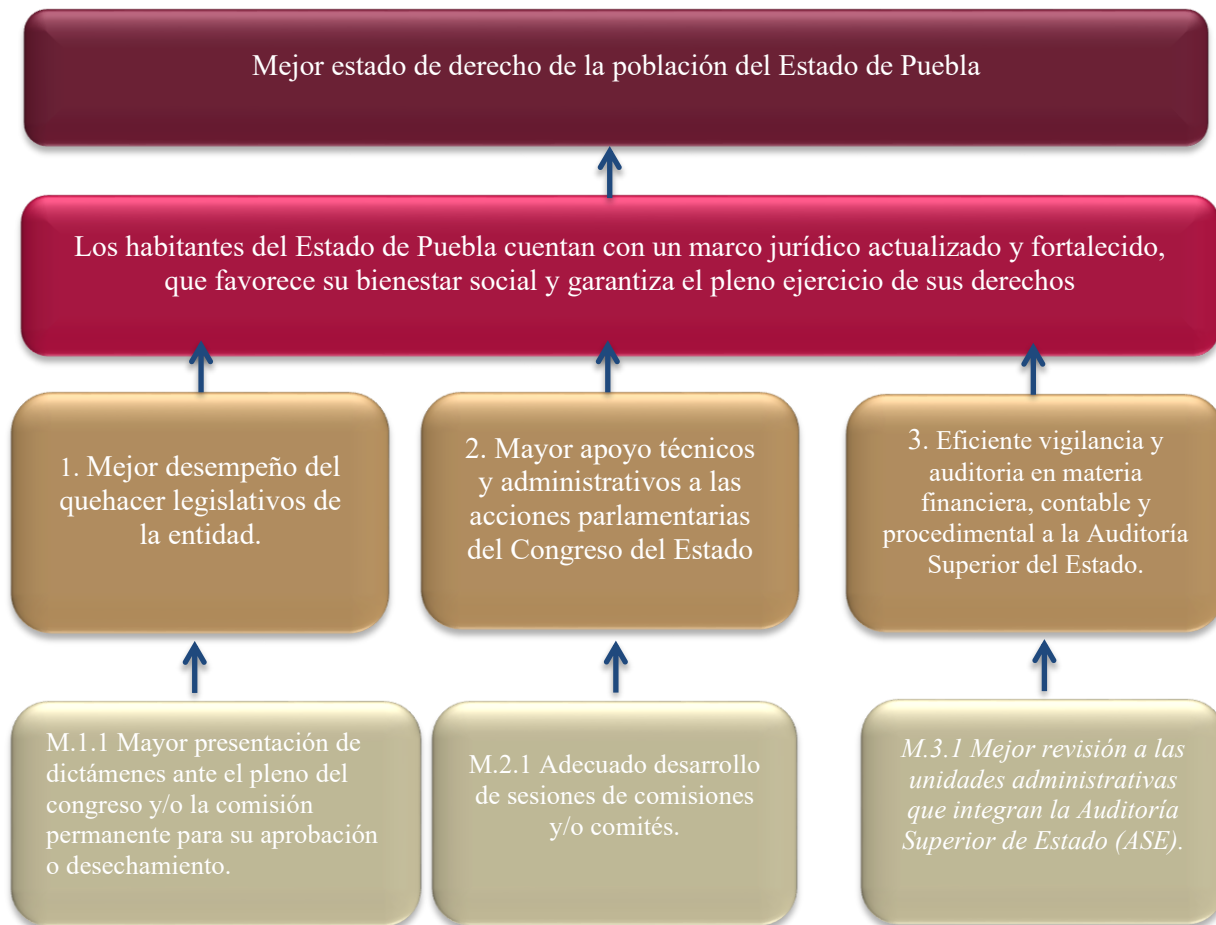 Mejor estado de derecho de la población del Estado de Puebla
Los habitantes del Estado de Puebla cuentan con un marco jurídico actualizado y fortalecido,
que favorece su bienestar social y garantiza el pleno ejercicio de sus derechos
1. Mejor desempeño del
quehacer legislativos de
la entidad.
2. Mayor apoyo técnicos
y administrativos a las
acciones parlamentarias
del Congreso del Estado
3. Eficiente vigilancia y
auditoria en materia
financiera, contable y
procedimental a la Auditoría
Superior del Estado.
M.1.1 Mayor presentación de
dictámenes ante el pleno del
congreso y/o la comisión
permanente para su aprobación
o desechamiento.
M.2.1 Adecuado desarrollo
de sesiones de comisiones
y/o comités.
M.3.1 Mejor revisión a las
unidades administrativas
que integran la Auditoría
Superior de Estado (ASE).